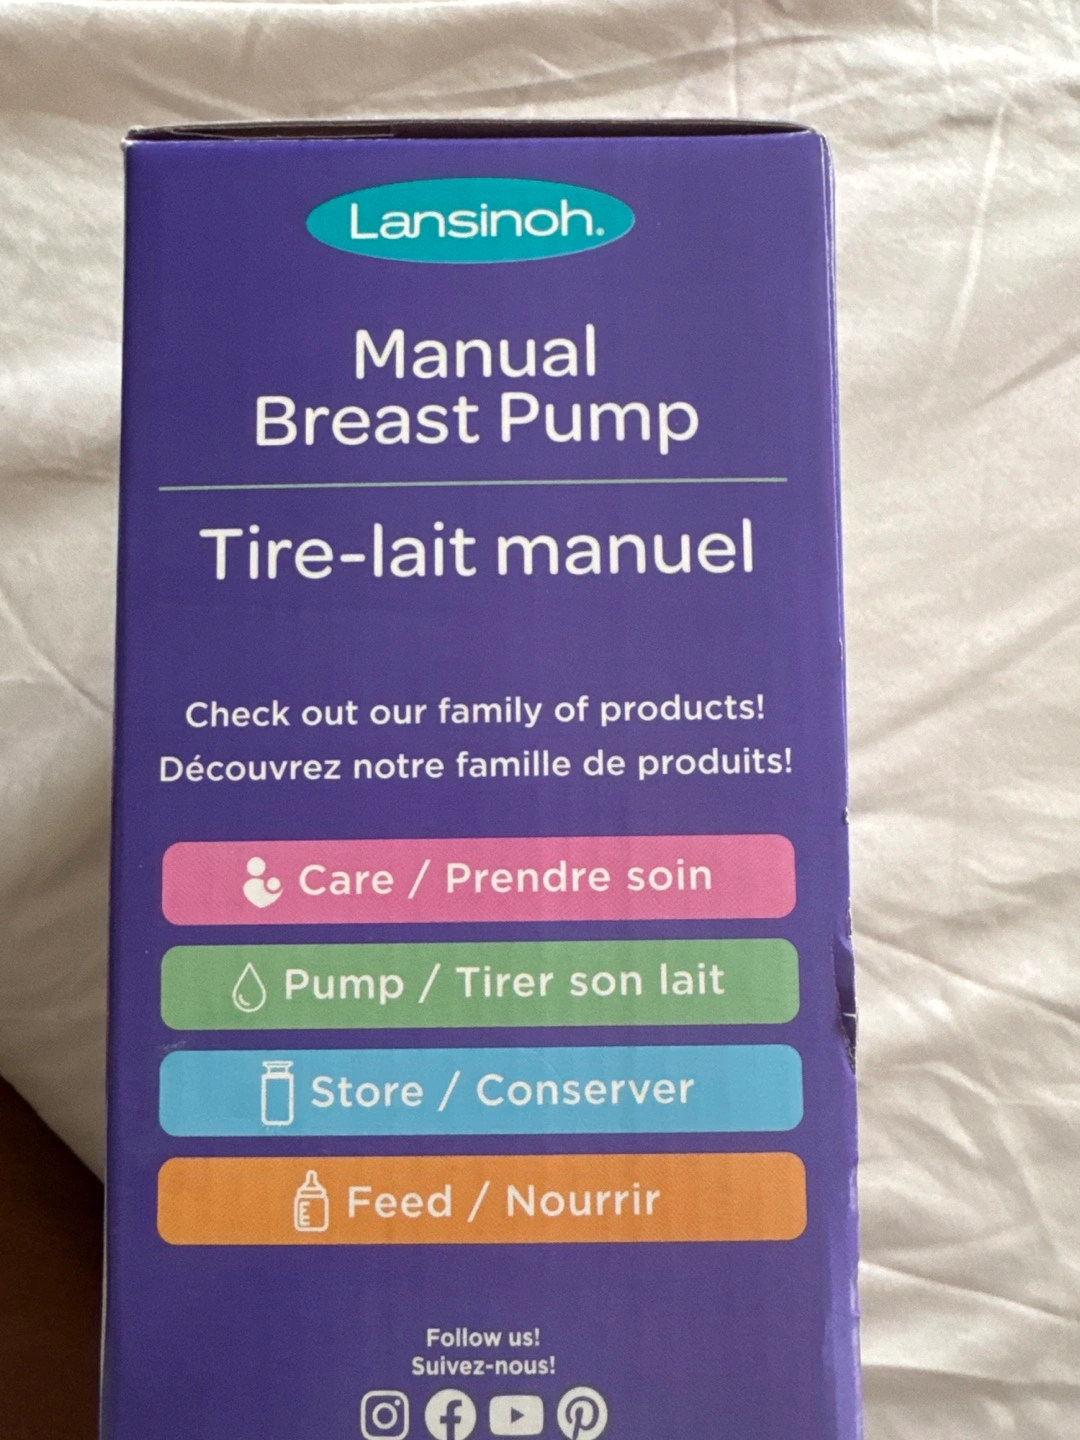 Lansinoh.
Manual
Breast Pump
Tire-lait manuel
Check out our family of products!
Découvrez notre famille de produits!
Care / Prendre soin
Pump / Tirer son lait
Store / Conserver
Feed / Nourrir
Follow us!
Suivez-nous!